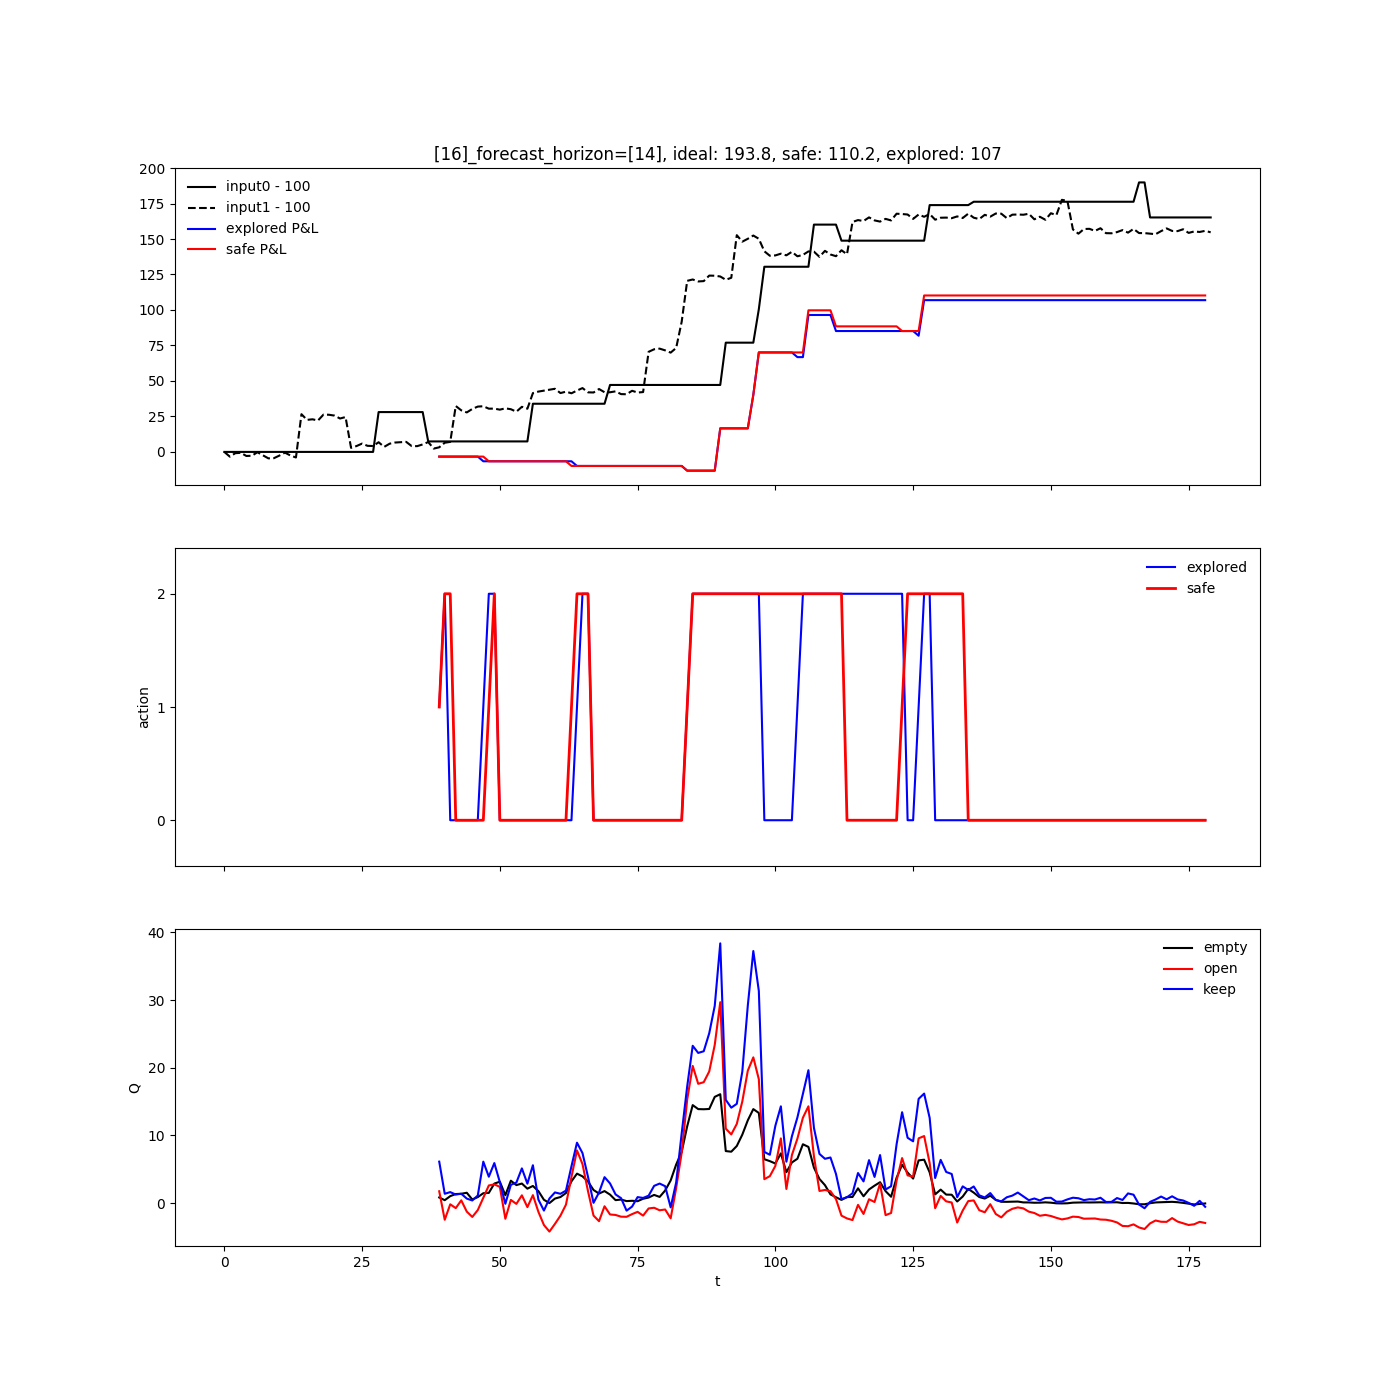 [16]_forecast_horizon=[14], ideal: 193.8, safe: 110.2, explored: 107
200
175
150
125
100
75
50
25
0
input0 - 100
input1 - 100
explored P&L
safe P&L
action
2
1
0
explored
safe
Q
40
30
20
10
0
empty
open
keep
0 25 50 75 100 125 150 175
t